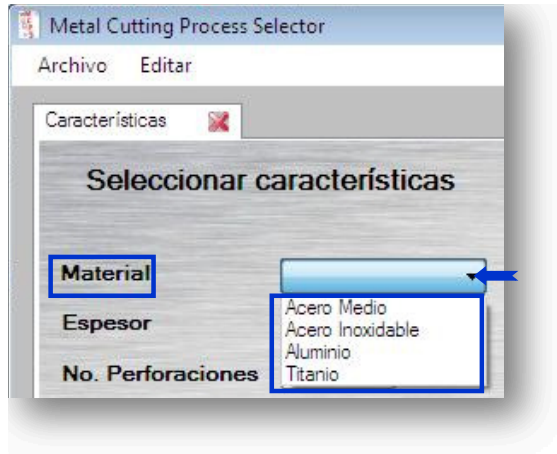 Metal Cutting Process Selector
Archivo Editar
Características
Seleccionar características
Material
Acero Medio
Espesor
Acero Inoxidable
Aluminio
No. Perforaciones
Titanio